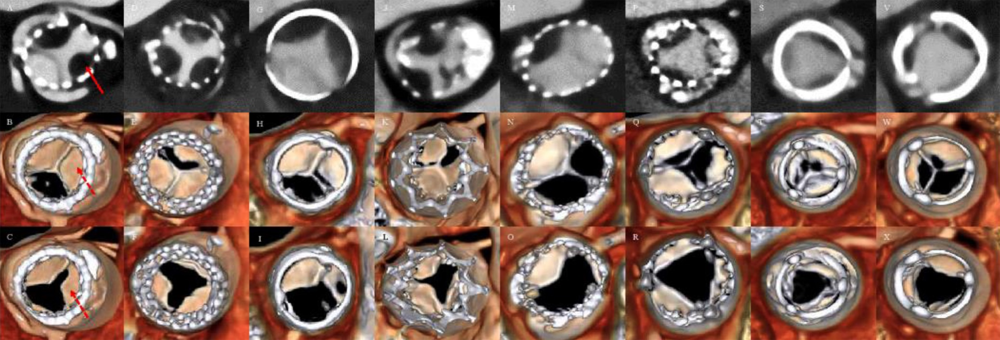 A D G J M P S V
B E H K N Q T W
C F I L O R X